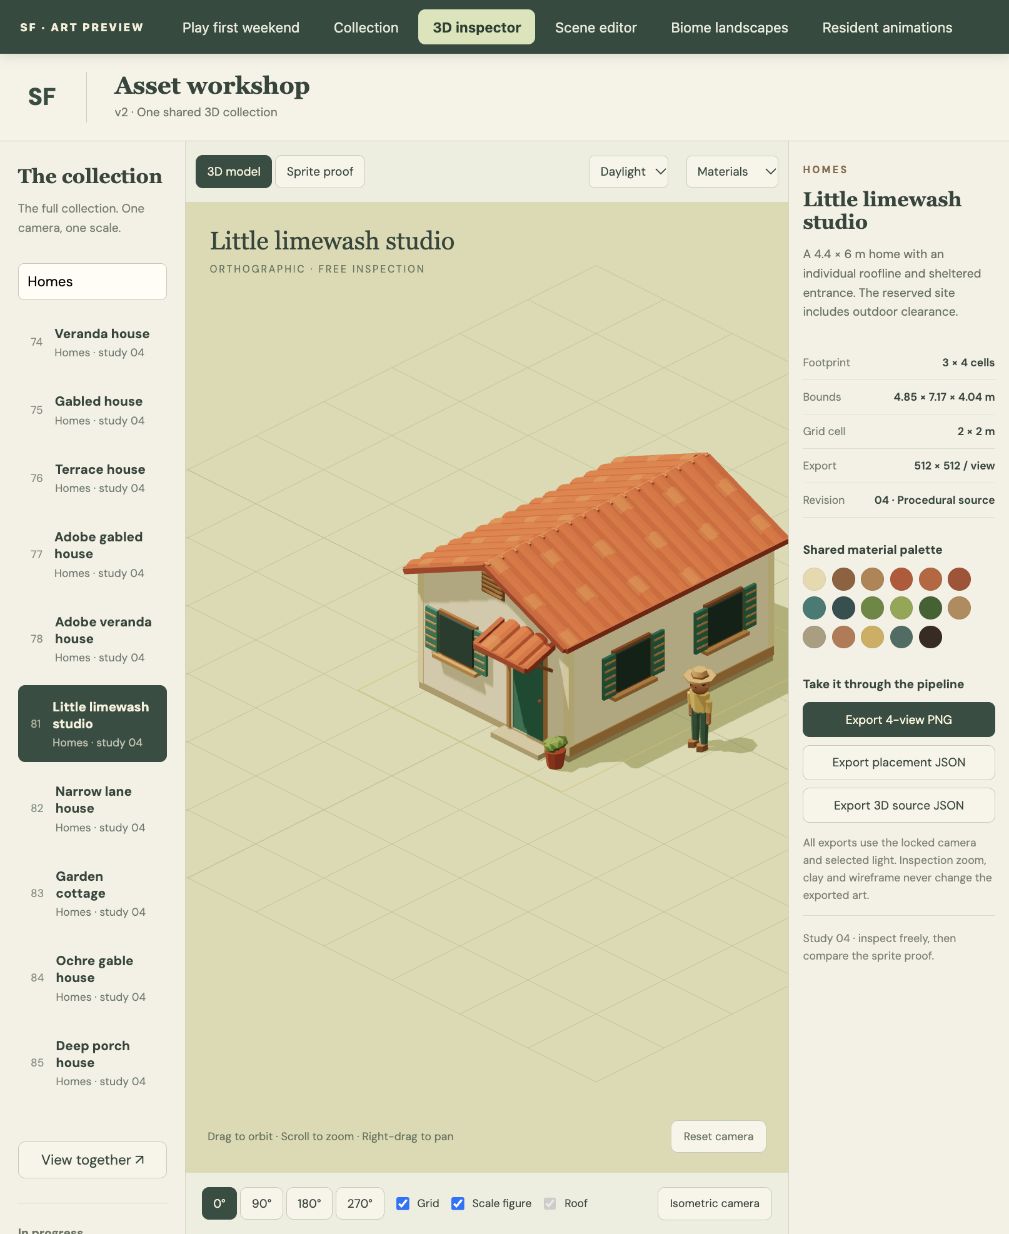 SF · ART PREVIEW
Play first weekend
Collection
3D inspector
Scene editor
Biome landscapes
Resident animations
SF
Asset workshop
v2 · One shared 3D collection
The collection
The full collection. One
camera, one scale.
Homes
74
Veranda house
Homes · study 04
75
Gabled house
Homes · study 04
76
Terrace house
Homes · study 04
77
Adobe gabled
house
Homes · study 04
78
Adobe veranda
house
Homes · study 04
81
Little limewash
studio
Homes · study 04
82
Narrow lane
house
Homes · study 04
83
Garden
cottage
Homes · study 04
84
Ochre gable
house
Homes · study 04
85
Deep porch
house
Homes · study 04
View together ↗
In progress
3D model
Sprite proof
Daylight
Materials
Little limewash studio
ORTHOGRAPHIC · FREE INSPECTION
Drag to orbit · Scroll to zoom · Right-drag to pan
Reset camera
0°
90°
180°
270°
Grid
Scale figure
Roof
Isometric camera
HOMES
Little limewash
studio
A 4.4 × 6 m home with an
individual roofline and sheltered
entrance. The reserved site
includes outdoor clearance.
Footprint
3 × 4 cells
Bounds
4.85 × 7.17 × 4.04 m
Grid cell
2 × 2 m
Export
512 × 512 / view
Revision
04 · Procedural source
Shared material palette
Take it through the pipeline
Export 4-view PNG
Export placement JSON
Export 3D source JSON
All exports use the locked camera
and selected light. Inspection zoom,
clay and wireframe never change the
exported art.
Study 04 · inspect freely, then
compare the sprite proof.